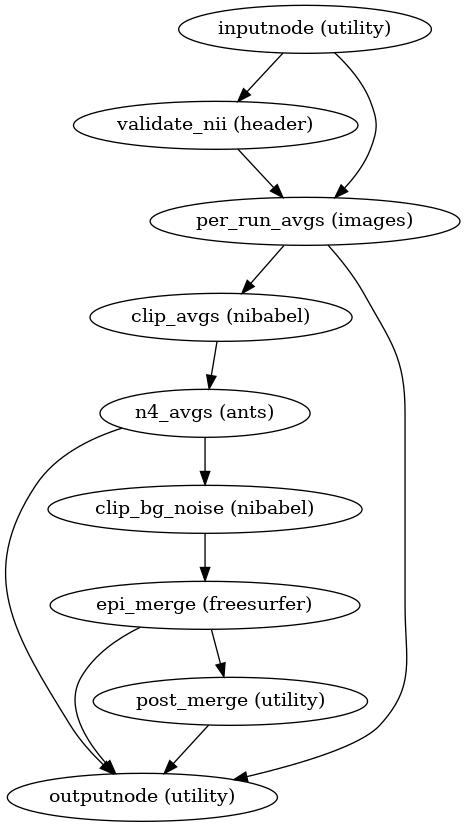 inputnode (utility)
validate_nii (header)
per_run_avgs (images)
clip_avgs (nibabel)
n4_avgs (ants)
clip_bg_noise (nibabel)
epi_merge (freesurfer)
post_merge (utility)
outputnode (utility)